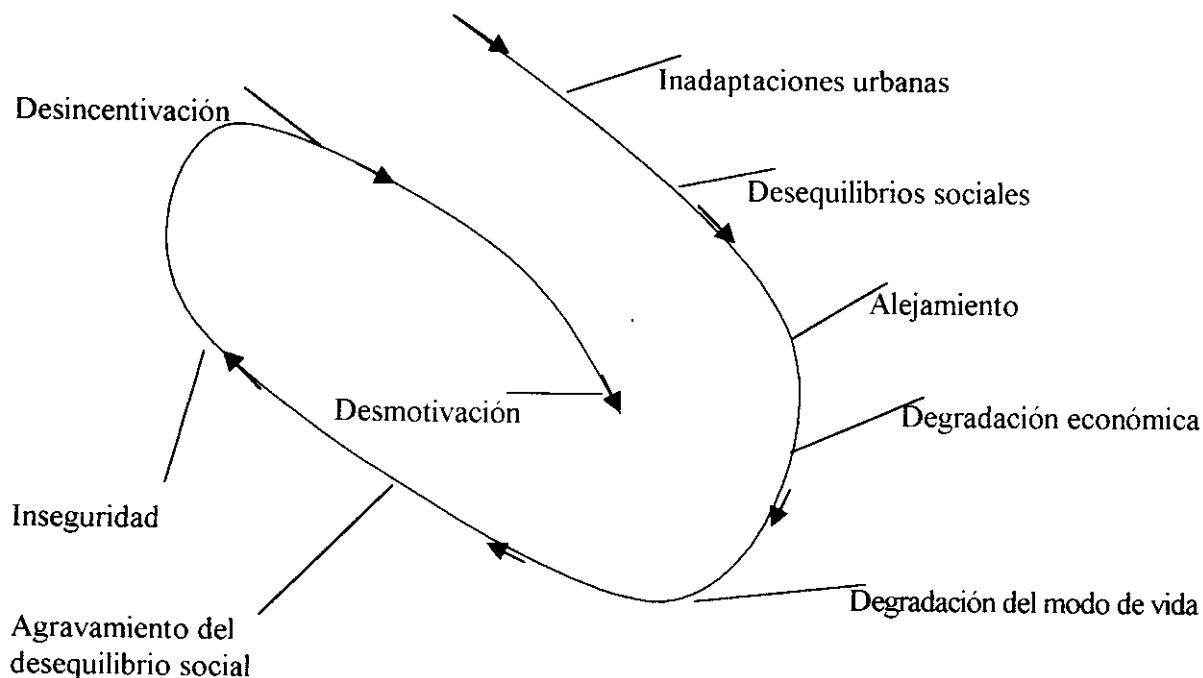 Inadaptaciones urbanas
Desincentivación
Desequilibrios sociales
Alejamiento
Desmotivación
Degradación económica
Inseguridad
Degradación del modo de vida
Agravamiento del
desequilibrio social